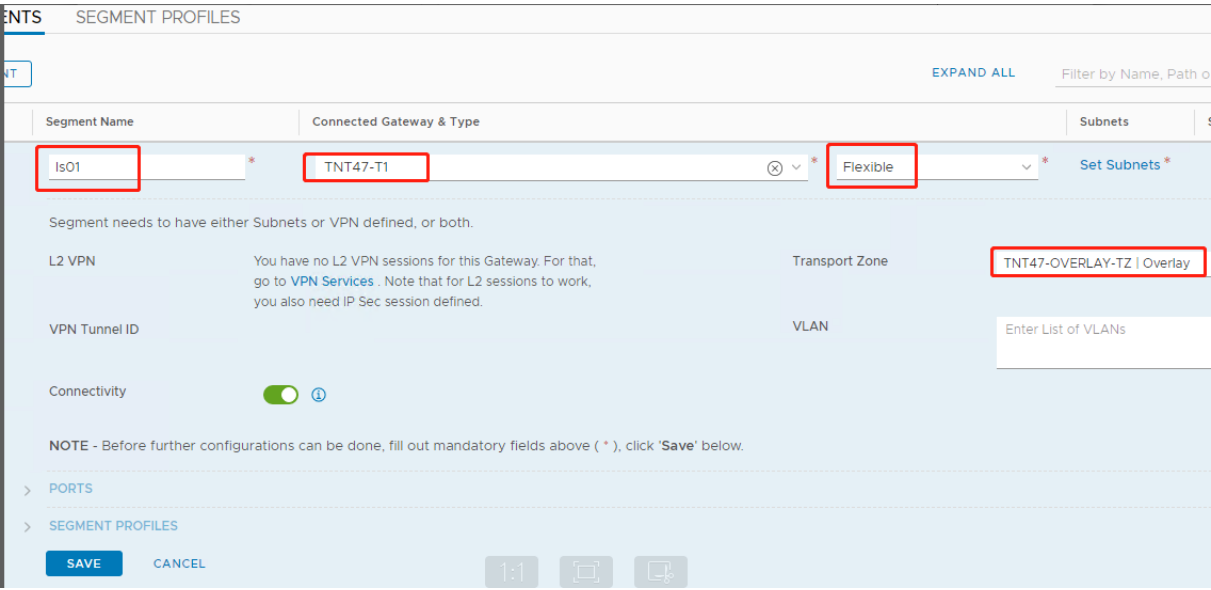 ENTS SEGMENT PROFILES
NT EXPAND ALL Filter by Name, Path o
Segment Name Connected Gateway & Type Subnets S
ls01 * TNT47-T1 * Flexible * Set Subnets *
Segment needs to have either Subnets or VPN defined, or both.
L2 VPN You have no L2 VPN sessions for this Gateway. For that, Transport Zone TNT47-OVERLAY-TZ | Overlay
go to VPN Services . Note that for L2 sessions to work,
you also need IP Sec session defined.
VPN Tunnel ID VLAN Enter List of VLANs
Connectivity
NOTE - Before further configurations can be done, fill out mandatory fields above ( * ), click 'Save' below.
PORTS
SEGMENT PROFILES
SAVE CANCEL
1:1